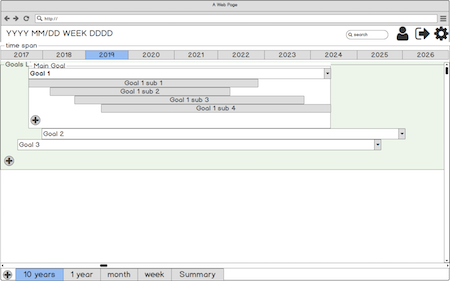 A Web Page
http://
YYYY MM/DD WEEK DDDD
search
time span
2017 2018 2019 2020 2021 2022 2023 2024 2025 2026
Goals L
Main Goal
Goal 1
Goal 1 sub 1
Goal 1 sub 2
Goal 1 sub 3
Goal 1 sub 4
Goal 2
Goal 3
10 years 1 year month week Summary